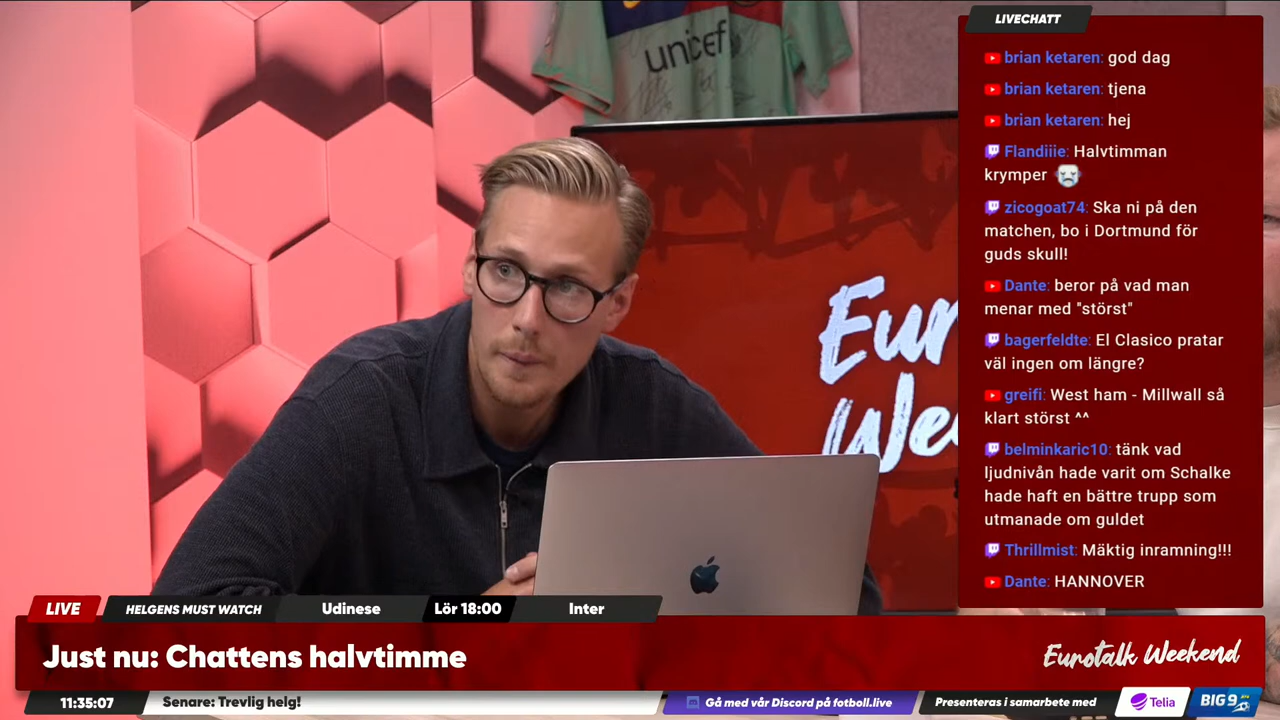 unicef
Eur
We
LIVECHATT
brian ketaren: god dag
brian ketaren: tjena
brian ketaren: hej
Flandiiie: Halvtimman
krymper
zicogoat74: Ska ni på den
matchen, bo i Dortmund för
guds skull!
Dante: beror på vad man
menar med "störst"
bagerfeldte: El Clasico pratar
väl ingen om längre?
greifi: West ham - Millwall så
klart störst ^^
belminkaric10: tänk vad
ljudnivån hade varit om Schalke
hade haft en bättre trupp som
utmanade om guldet
Thrillmist: Mäktig inramning!!!
Dante: HANNOVER
LIVE HELGENS MUST WATCH Udinese Lör 18:00 Inter
Just nu: Chattens halvtimme
Eurotalk Weekend
11:35:07 Senare: Trevlig helg! Gå med vår Discord på fotboll.live Presenteras i samarbete med Telia BIG9